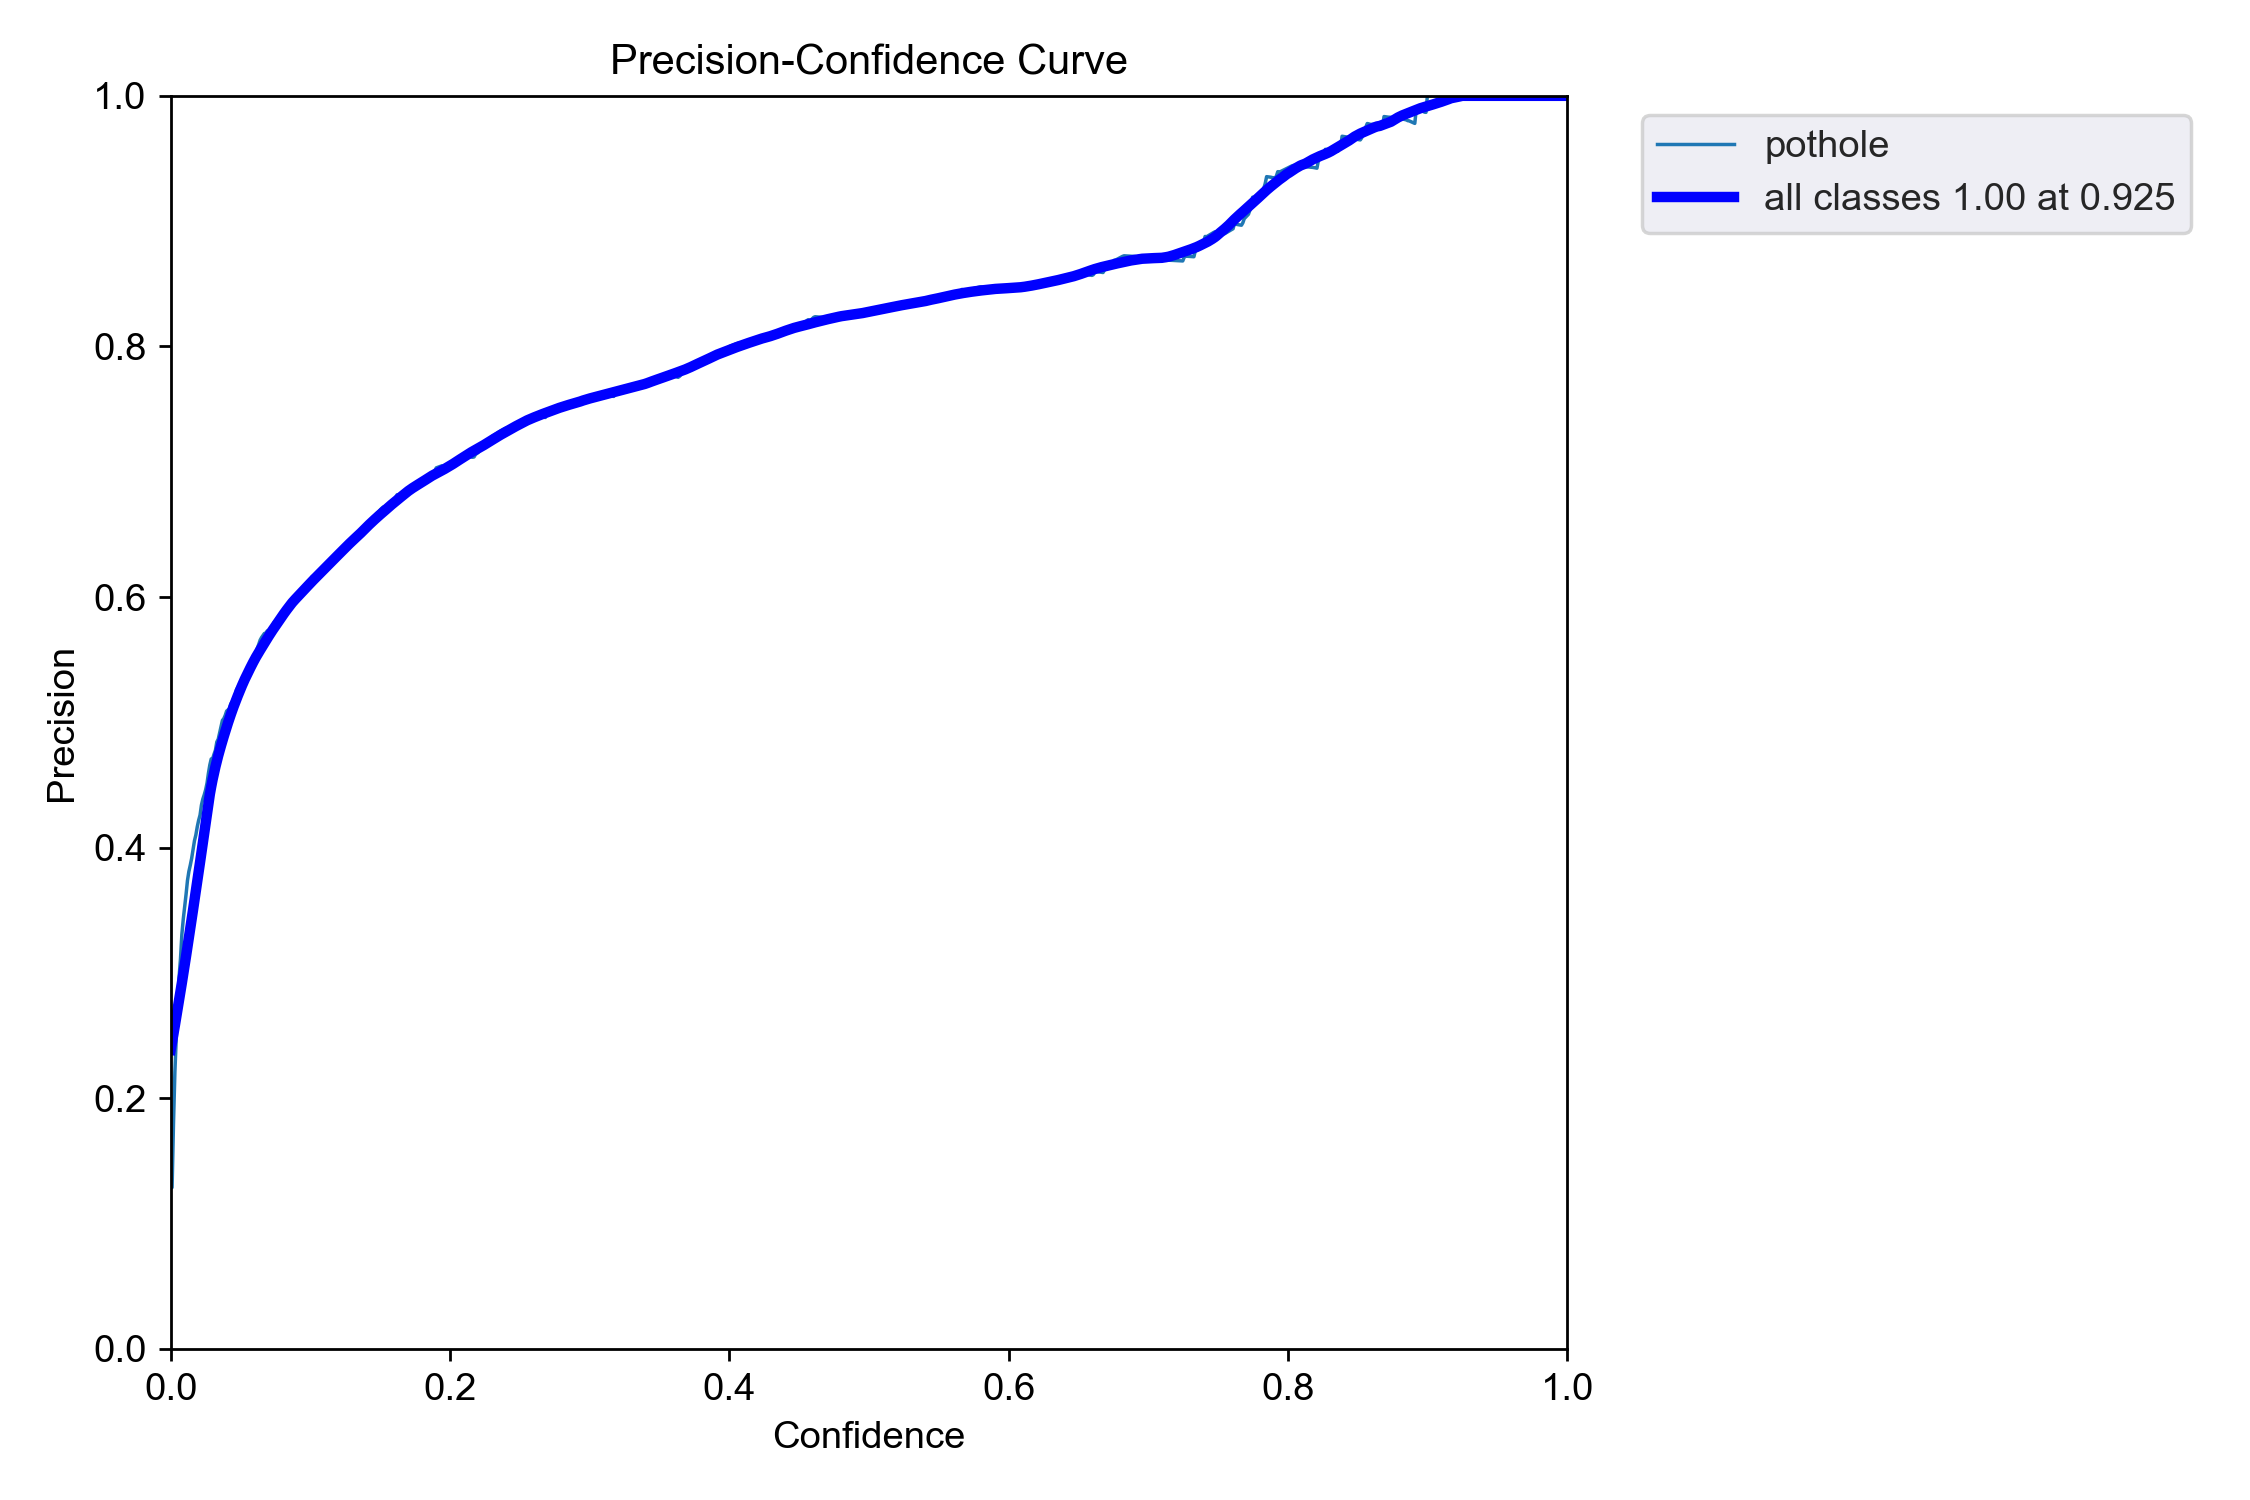 Precision-Confidence Curve
pothole
all classes 1.00 at 0.925
Precision
1.0
0.8
0.6
0.4
0.2
0.0
0.0 0.2 0.4 0.6 0.8 1.0
Confidence